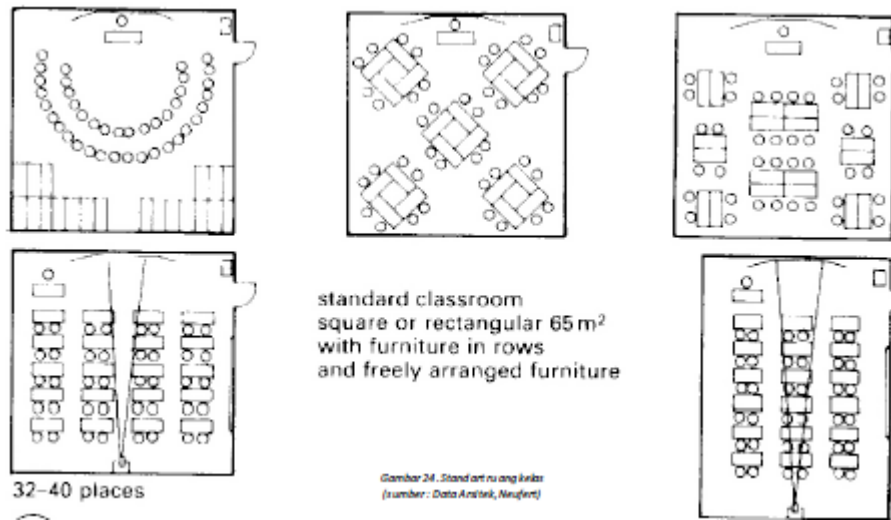 standard classroom
square or rectangular 65 m²
with furniture in rows
and freely arranged furniture
32–40 places
Gambar 24. Standart ruang kelas
(sumber: Data Arsitek, Neufert)